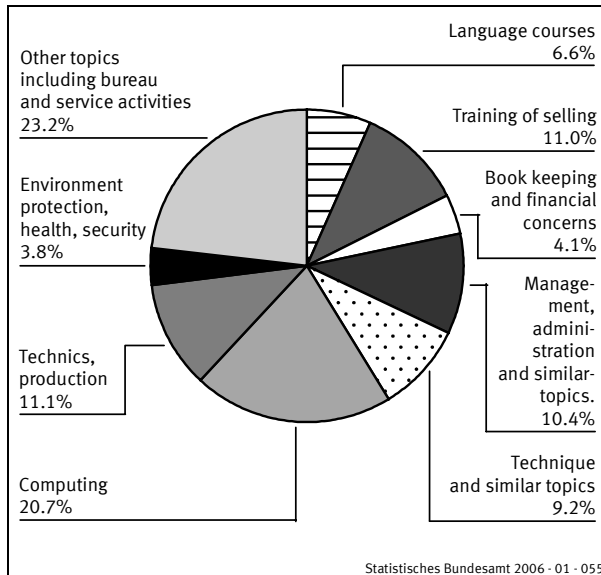 Language courses
6.6%
Training of selling
11.0%
Book keeping
and financial
concerns
4.1%
Manage-
ment,
admini-
stration
and similar-
topics.
10.4%
Technique
and similar topics
9.2%
Computing
20.7%
Technics,
production
11.1%
Environment
protection,
health, security
3.8%
Other topics
including bureau
and service activities
23.2%
Statistisches Bundesamt 2006 - 01 - 055